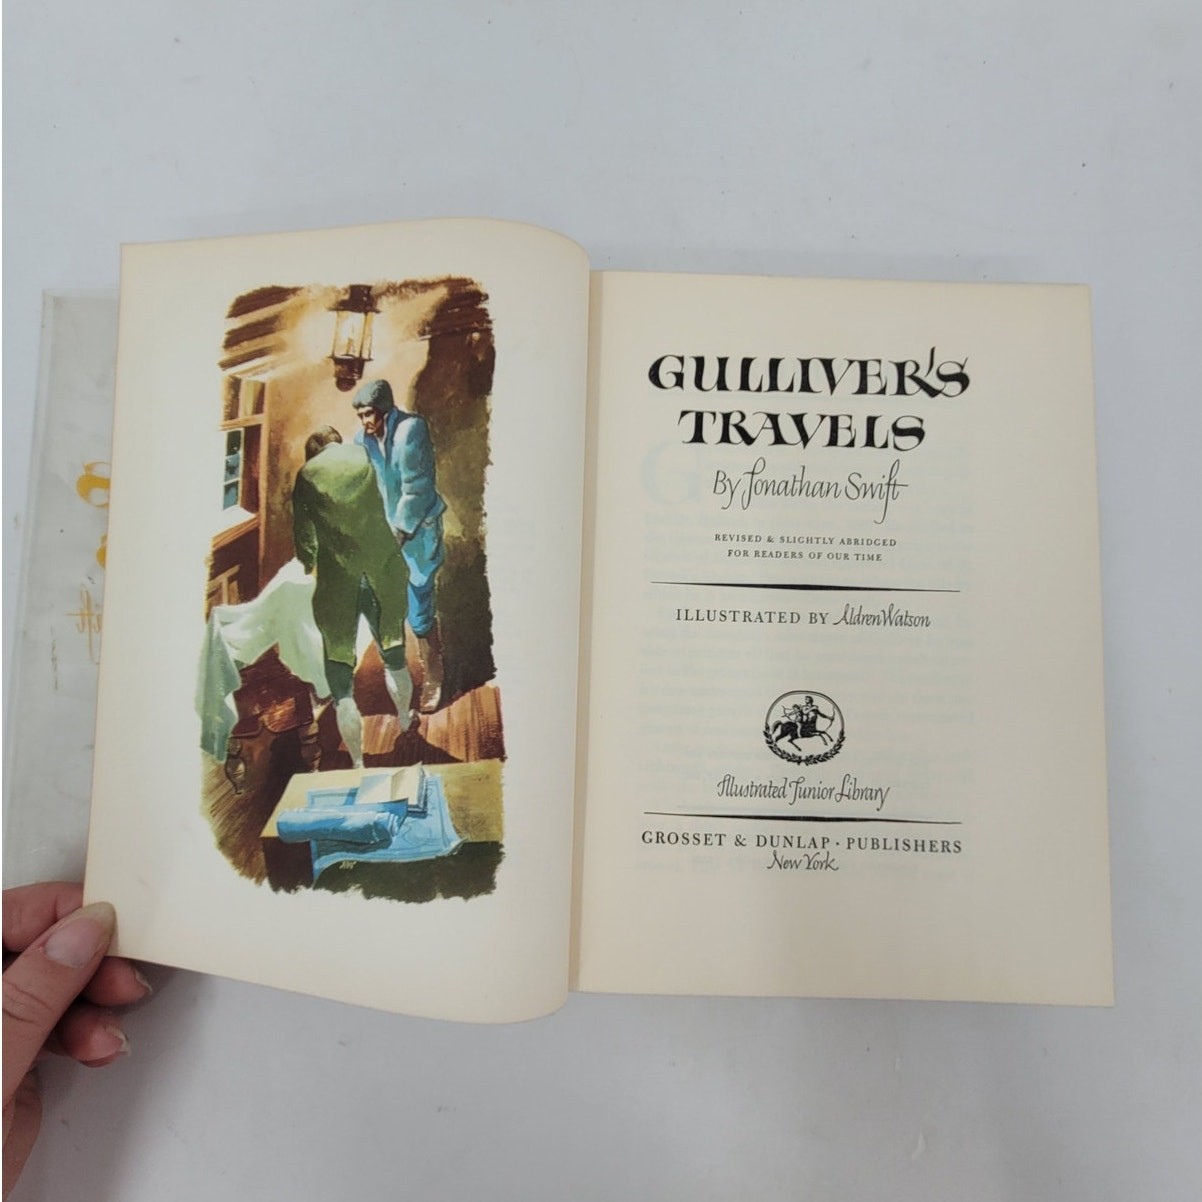 GULLIVER'S
TRAVELS
By Jonathan Swift
REVISED & SLIGHTLY ABRIDGED
FOR READERS OF OUR TIME
ILLUSTRATED BY Aldren Watson
Illustrated Junior Library
GROSSET & DUNLAP · PUBLISHERS
New York